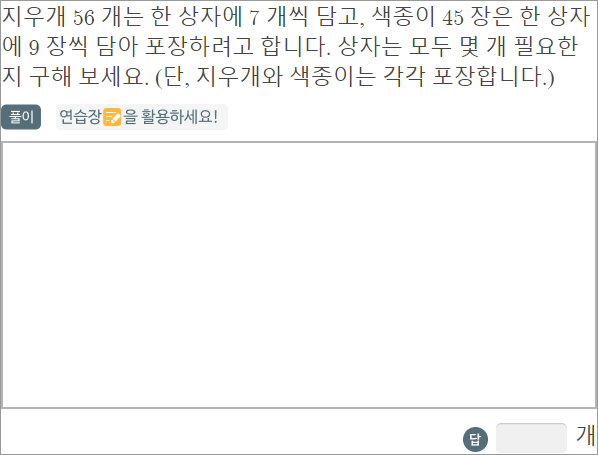 지우개 56 개는 한 상자에 7 개씩 담고, 색종이 45 장은 한 상자
에 9 장씩 담아 포장하려고 합니다. 상자는 모두 몇 개 필요한
지 구해 보세요. (단, 지우개와 색종이는 각각 포장합니다.)
풀이 연습장을 활용하세요!
답 개